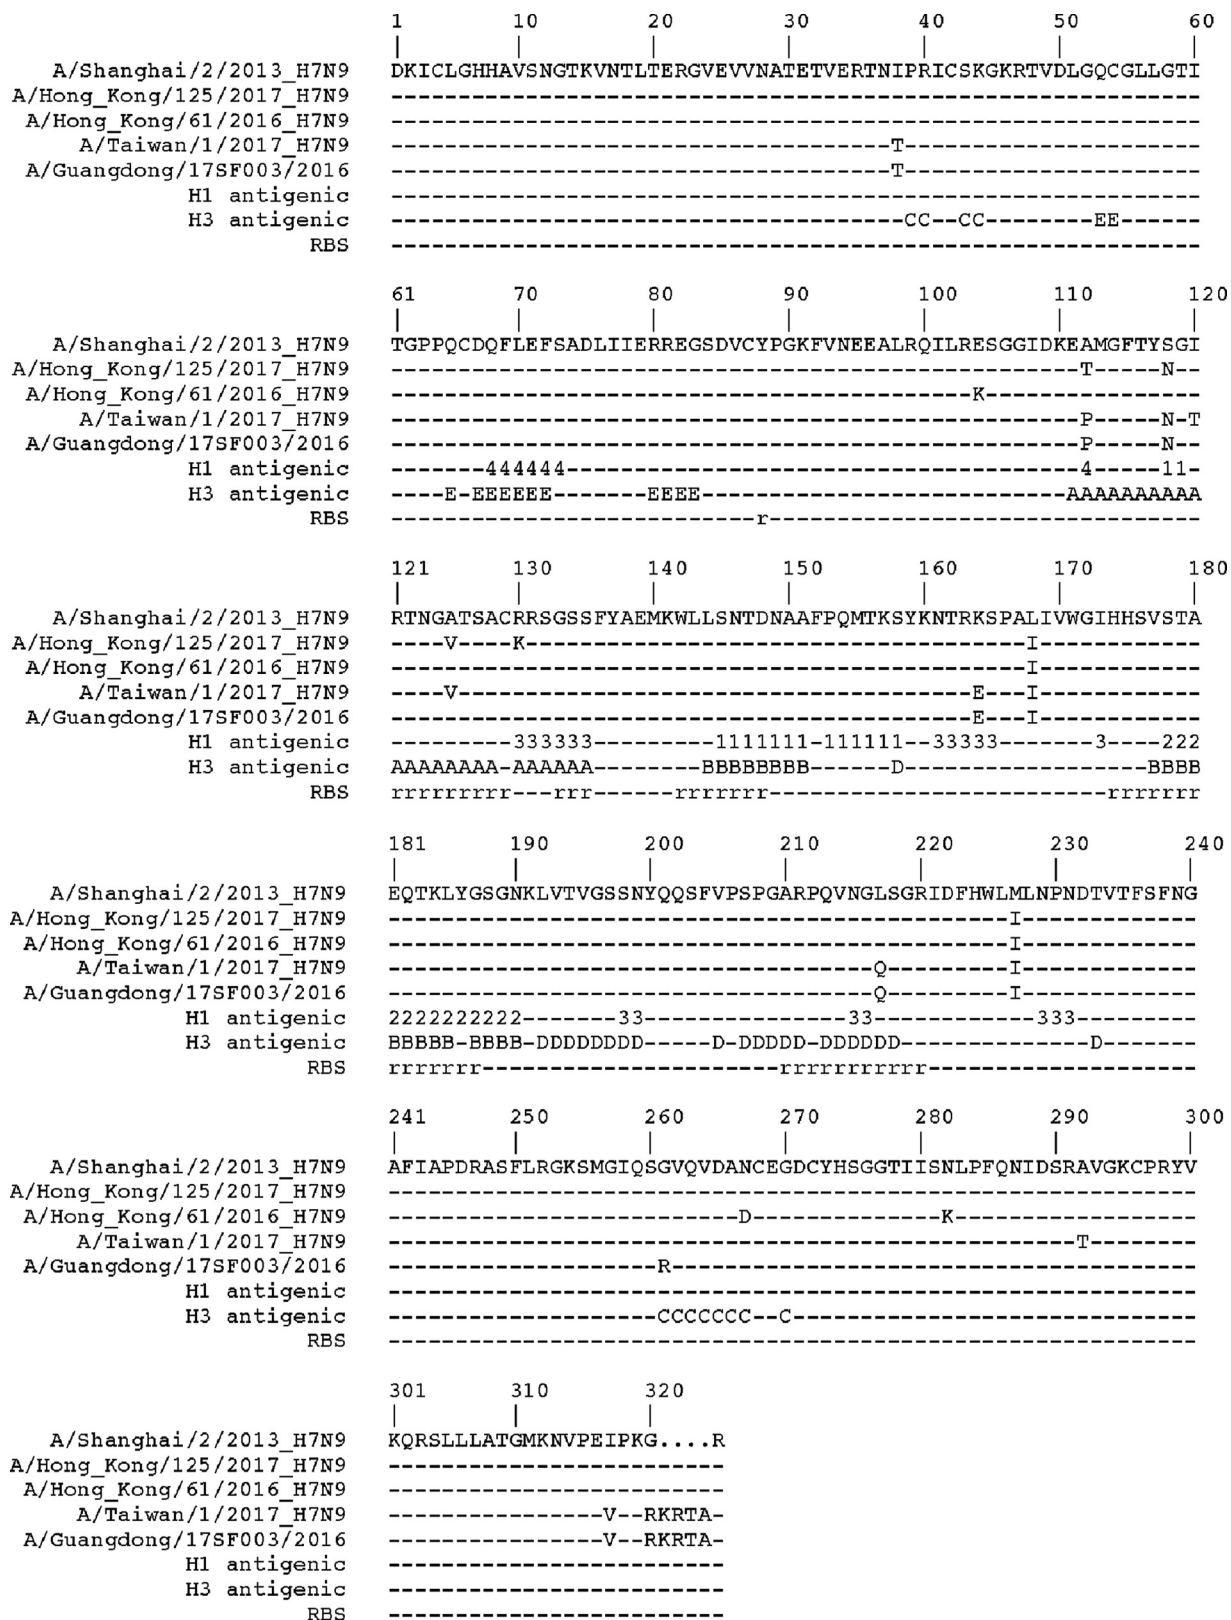 1 10 20 30 40 50 60
| | | | | | |
A/Shanghai/2/2013_H7N9 DKICLGHHAVSNGTKVNTLTERGVEVVNATETVERTNIPRICSKGKRTVDLGQCGLLGTI
A/Hong_Kong/125/2017_H7N9 ------------------------------------------------------------
A/Hong_Kong/61/2016_H7N9 ------------------------------------------------------------
A/Taiwan/1/2017_H7N9 -------------------------------------T----------------------
A/Guangdong/17SF003/2016 -------------------------------------T----------------------
H1 antigenic ------------------------------------------------------------
H3 antigenic --------------------------------------CC--CC--------EE------
RBS ------------------------------------------------------------
61 70 80 90 100 110 120
| | | | | | |
A/Shanghai/2/2013_H7N9 TGPPQCDQFLEFSADLIIERREGSDVCYPGKFVNEEALRQILRESGGIDKEAMGFTYSGI
A/Hong_Kong/125/2017_H7N9 ---------------------------------------------------T-----N--
A/Hong_Kong/61/2016_H7N9 -------------------------------------------K----------------
A/Taiwan/1/2017_H7N9 ---------------------------------------------------P-----N-T
A/Guangdong/17SF003/2016 ---------------------------------------------------P-----N--
H1 antigenic -------444444--------------------------------------4-----11-
H3 antigenic ----E-EEEEEE-------EEEE---------------------------AAAAAAAAAA
RBS ---------------------------r--------------------------------
121 130 140 150 160 170 180
| | | | | | |
A/Shanghai/2/2013_H7N9 RTNGATSACRRSGSSFYAEMKWLLSNTDNAAFPQMTKSYKNTRKSPALIVWGIHHSVSTA
A/Hong_Kong/125/2017_H7N9 ----V----K-------------------------------------I------------
A/Hong_Kong/61/2016_H7N9 -----------------------------------------------I------------
A/Taiwan/1/2017_H7N9 ----V--------------------------------------E---I------------
A/Guangdong/17SF003/2016 -------------------------------------------E---I------------
H1 antigenic ---------333333---------1111111-111111--33333-------3----222
H3 antigenic AAAAAAAA-AAAAAA--------BBBBBBBB------D------------------BBBB
RBS rrrrrrrrr---rrr------rrrrrrr-------------------------rrrrrrr
181 190 200 210 220 230 240
| | | | | | |
A/Shanghai/2/2013_H7N9 EQTKLYGSGNKLVTVGSSNYQQSFVPSPGARPQVNGLSGRIDFHWLMLNPNDTVTFSFNG
A/Hong_Kong/125/2017_H7N9 ----------------------------------------------I-------------
A/Hong_Kong/61/2016_H7N9 ----------------------------------------------I-------------
A/Taiwan/1/2017_H7N9 ------------------------------------Q---------I-------------
A/Guangdong/17SF003/2016 ------------------------------------Q---------I-------------
H1 antigenic 2222222222-------33---------------33------------333---------
H3 antigenic BBBBB-BBBB-DDDDDDDD-----D-DDDDD-DDDDDD--------------D-------
RBS rrrrrrr----------------------rrrrrrrrrrr--------------------
241 250 260 270 280 290 300
| | | | | | |
A/Shanghai/2/2013_H7N9 AFIAPDRASFLRGKSMGIQSGVQVDANCEGDCYHSGGTIISNLPFQNIDSRAVGKCPRYV
A/Hong_Kong/125/2017_H7N9 ------------------------------------------------------------
A/Hong_Kong/61/2016_H7N9 --------------------------D--------------K------------------
A/Taiwan/1/2017_H7N9 ---------------------------------------------------T--------
A/Guangdong/17SF003/2016 --------------------R---------------------------------------
H1 antigenic ------------------------------------------------------------
H3 antigenic --------------------CCCCCCC--C------------------------------
RBS ------------------------------------------------------------
301 310 320
| | |
A/Shanghai/2/2013_H7N9 KQRSLLLATGMKNVPEIPKG....R
A/Hong_Kong/125/2017_H7N9 -------------------------
A/Hong_Kong/61/2016_H7N9 -------------------------
A/Taiwan/1/2017_H7N9 ----------------V--RKRTA-
A/Guangdong/17SF003/2016 ----------------V--RKRTA-
H1 antigenic -------------------------
H3 antigenic -------------------------
RBS -------------------------